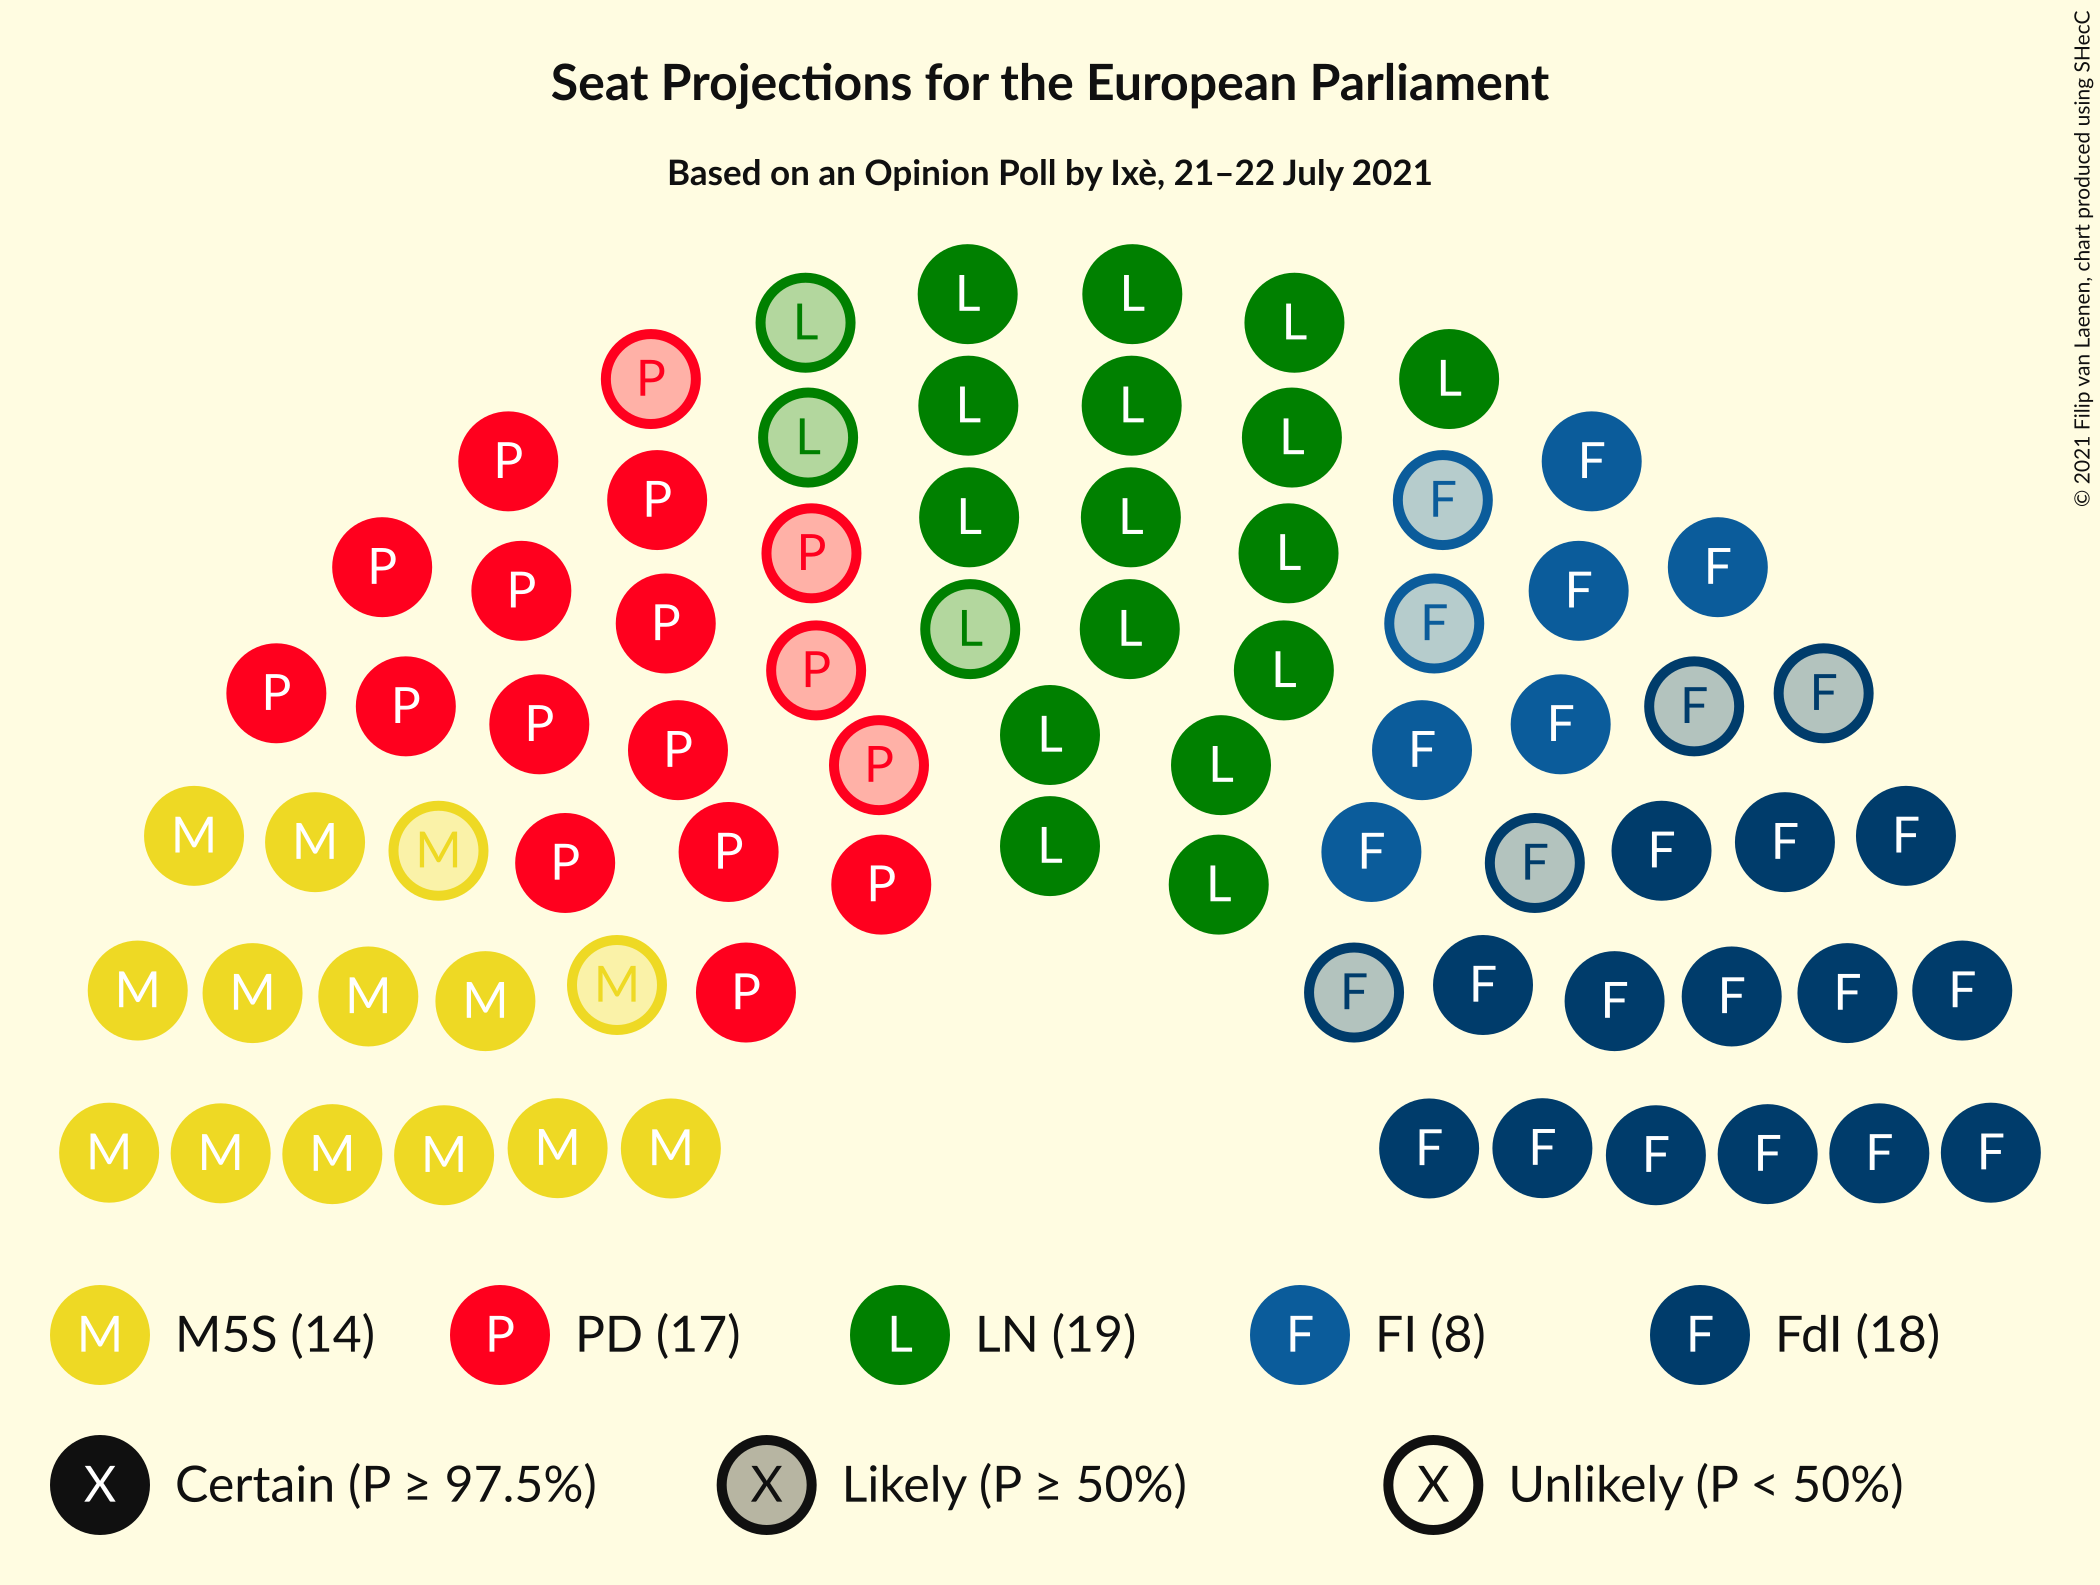 Seat Projections for the European Parliament
Based on an Opinion Poll by Ixè, 21–22 July 2021
© 2021 Filip van Laenen, chart produced using SHecC
L L
L L
P L
L L
L L
P F
P P F F
L L
P L
P F
P P F F
L L
P L
P F
P F F
P P P P F F
L
P L
M M M P P L F F F F F
P L
M M M M M P F F F F F F
M M M M M M F F F F F F
M M5S (14) P PD (17) L LN (19) F FI (8) F FdI (18)
X Certain (P ≥ 97.5%) X Likely (P ≥ 50%) X Unlikely (P < 50%)